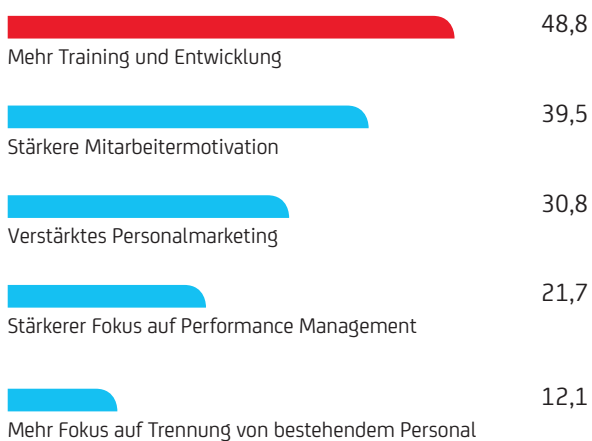 48,8
Mehr Training und Entwicklung
39,5
Stärkere Mitarbeitermotivation
30,8
Verstärktes Personalmarketing
21,7
Stärkerer Fokus auf Performance Management
12,1
Mehr Fokus auf Trennung von bestehendem Personal